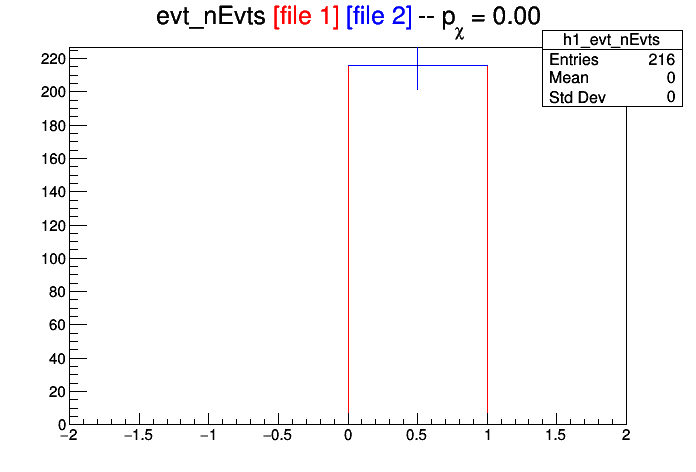 evt_nEvts [file 1] [file 2] -- pχ = 0.00
h1_evt_nEvts
Entries 216
Mean 0
Std Dev 0
220
200
180
160
140
120
100
80
60
40
20
0
−2 −1.5 −1 −0.5 0 0.5 1 1.5 2